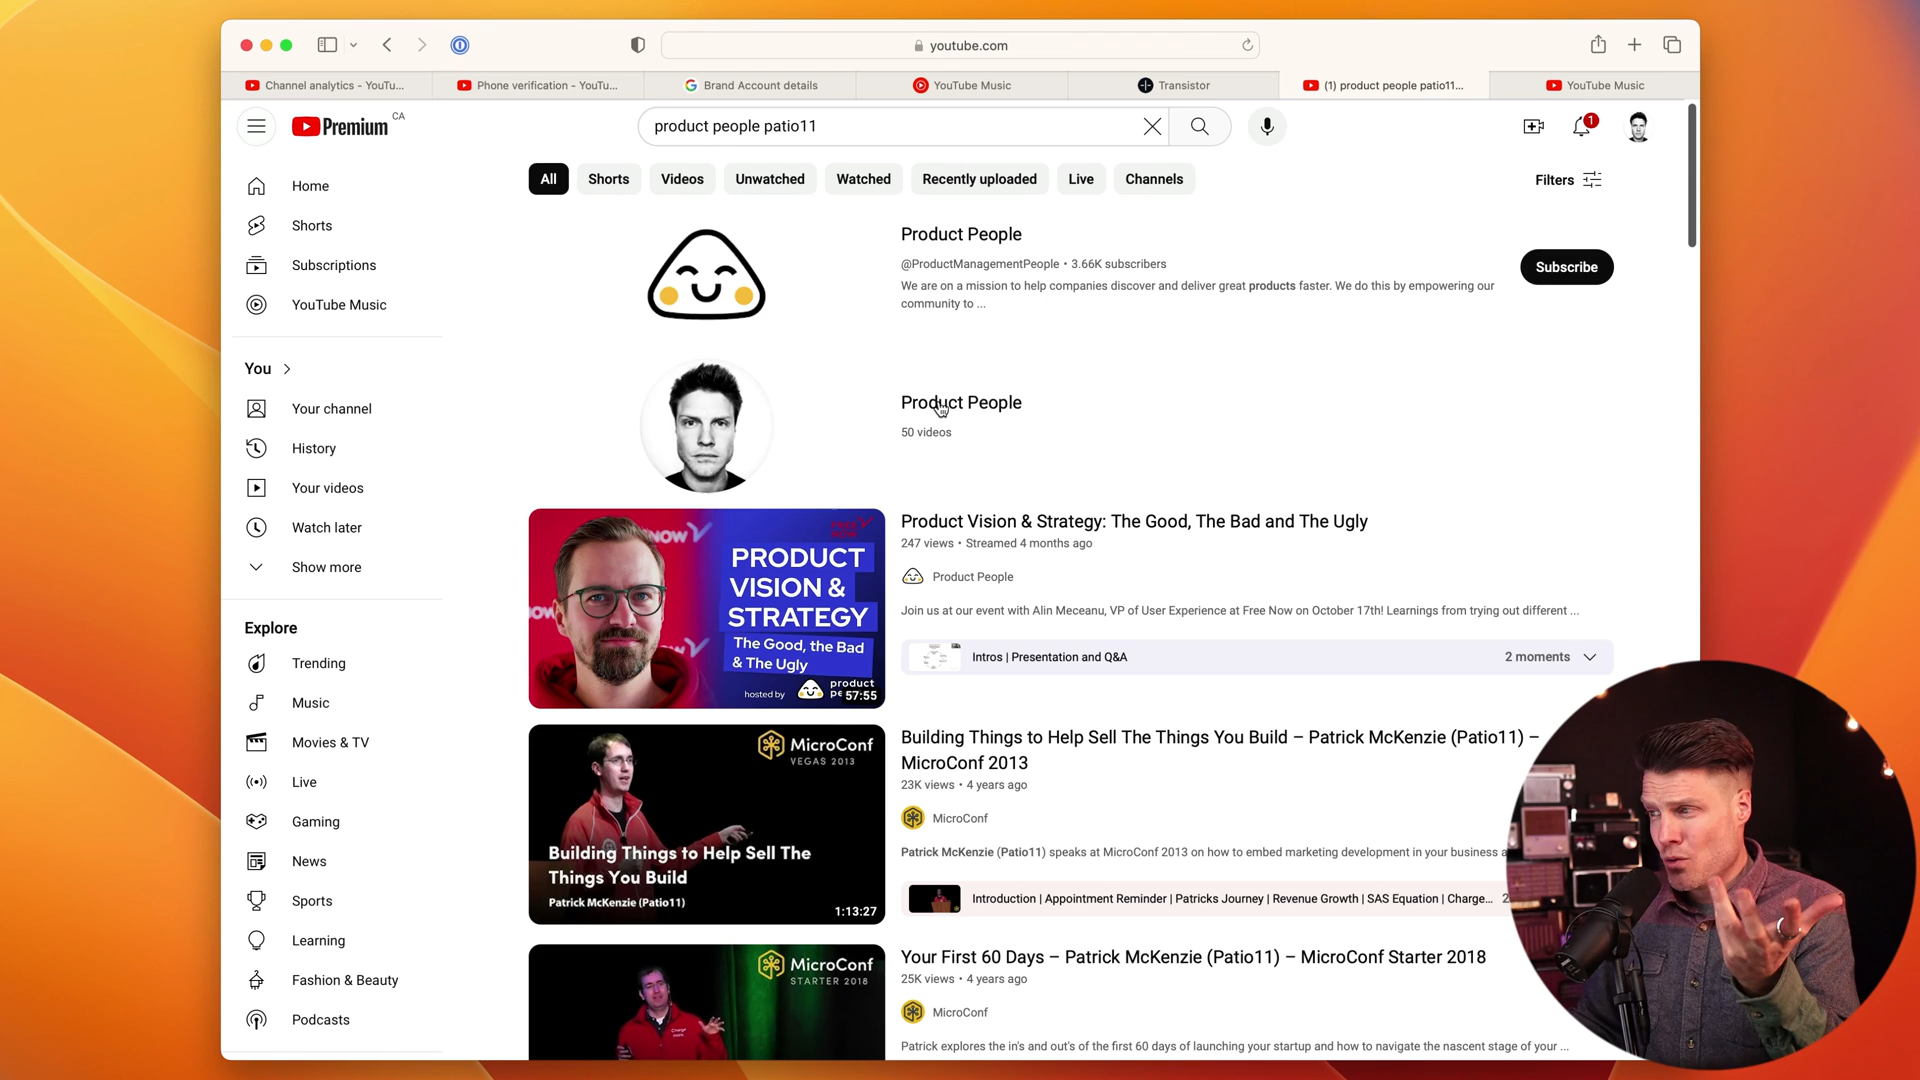 youtube.com
Channel analytics - YouTu...
Phone verification - YouTu...
Brand Account details
YouTube Music
Transistor
(1) product people patio11...
YouTube Music
Premium
CA
product people patio11
1
Home
Shorts
Subscriptions
YouTube Music
You
Your channel
History
Your videos
Watch later
Show more
Explore
Trending
Music
Movies & TV
Live
Gaming
News
Sports
Learning
Fashion & Beauty
Podcasts
All
Shorts
Videos
Unwatched
Watched
Recently uploaded
Live
Channels
Filters
Product People
@ProductManagementPeople • 3.66K subscribers
We are on a mission to help companies discover and deliver great products faster. We do this by empowering our
community to ...
Subscribe
Product People
50 videos
NOW
PRODUCT
VISION &
STRATEGY
The Good, the Bad
& The Ugly
hosted by
product
57:55
Product Vision & Strategy: The Good, The Bad and The Ugly
247 views • Streamed 4 months ago
Product People
Join us at our event with Alin Meceanu, VP of User Experience at Free Now on October 17th! Learnings from trying out different ...
Intros | Presentation and Q&A
2 moments
MicroConf
VEGAS 2013
Building Things to Help Sell The
Things You Build
Patrick McKenzie (Patio11)
1:13:27
Building Things to Help Sell The Things You Build – Patrick McKenzie (Patio11) –
MicroConf 2013
23K views • 4 years ago
MicroConf
Patrick McKenzie (Patio11) speaks at MicroConf 2013 on how to embed marketing development in your business
Introduction | Appointment Reminder | Patricks Journey | Revenue Growth | SAS Equation | Charge...
MicroConf
STARTER 2018
Your First 60 Days – Patrick McKenzie (Patio11) – MicroConf Starter 2018
25K views • 4 years ago
MicroConf
Patrick explores the in's and out's of the first 60 days of launching your startup and how to navigate the nascent stage of your ...